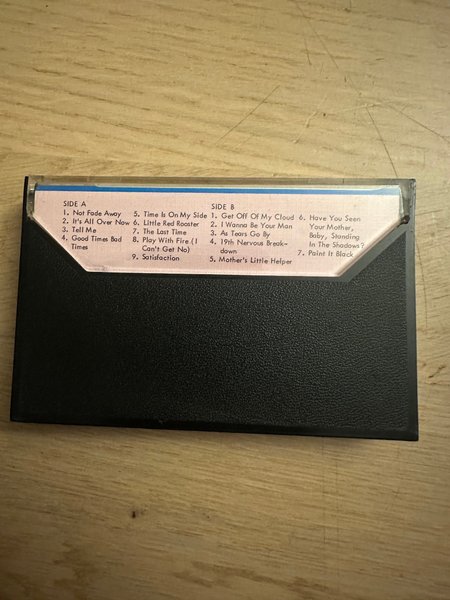 SIDE A
1. Not Fade Away
2. It's All Over Now
3. Tell Me
4. Good Times Bad
Times
5. Time Is On My Side
6. Little Red Rooster
7. The Last Time
8. Play With Fire.(I
Can't Get No)
9. Satisfaction
SIDE B
1. Get Off Of My Cloud
2. I Wanna Be Your Man
3. As Tears Go By
4. 19th Nervous Break-
down
5. Mother's Little Helper
6. Have You Seen
Your Mother,
Baby, Standing
In The Shadows?
7. Paint It Black